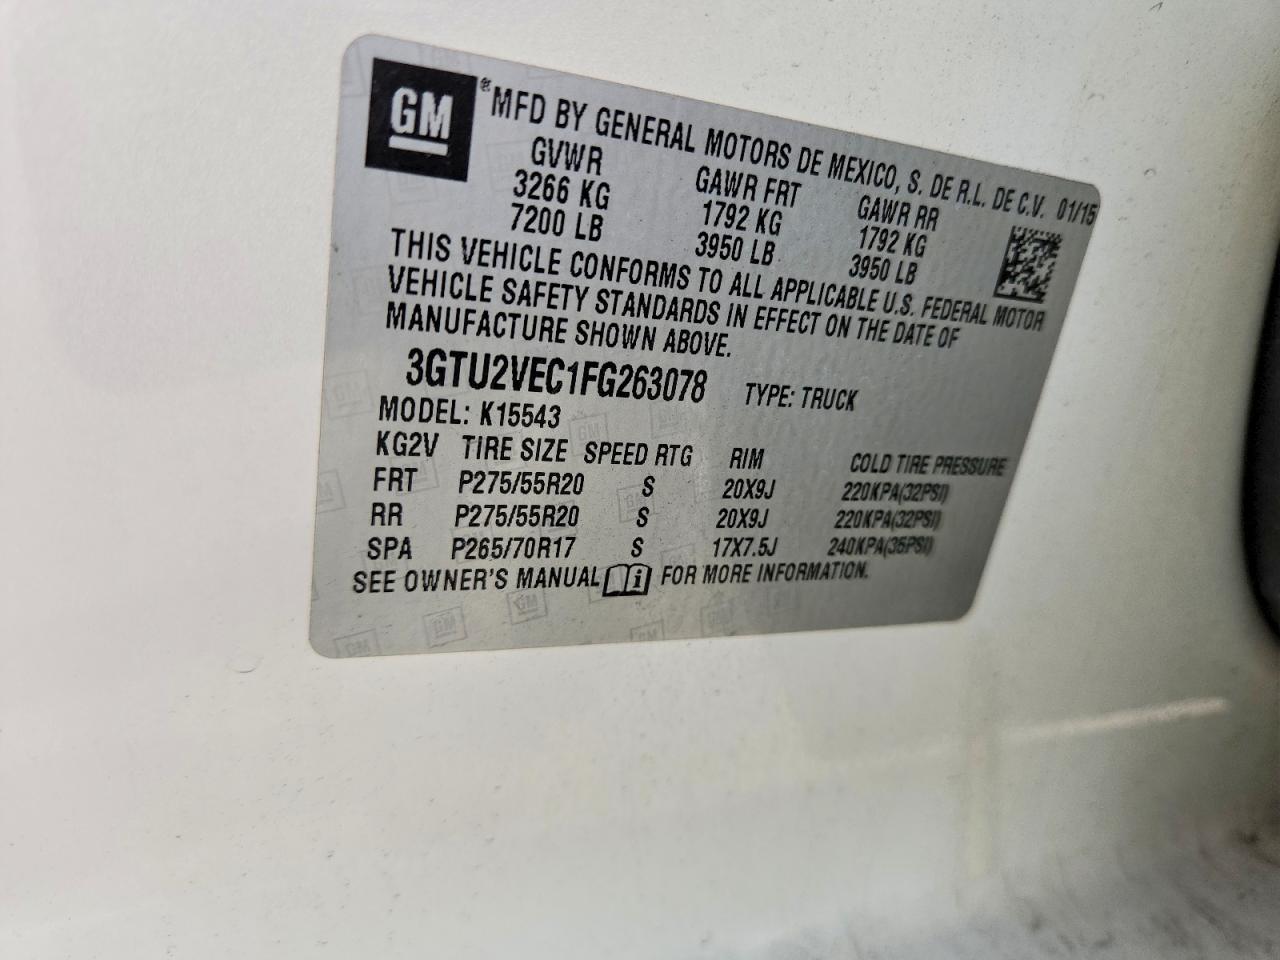 GM
® MFD BY GENERAL MOTORS DE MEXICO, S. DE R.L. DE C.V. 01/15
GVWR GAWR FRT GAWR RR
3266 KG 1792 KG 1792 KG
7200 LB 3950 LB 3950 LB
THIS VEHICLE CONFORMS TO ALL APPLICABLE U.S. FEDERAL MOTOR
VEHICLE SAFETY STANDARDS IN EFFECT ON THE DATE OF
MANUFACTURE SHOWN ABOVE.
3GTU2VEC1FG263078 TYPE: TRUCK
MODEL: K15543
KG2V TIRE SIZE SPEED RTG RIM COLD TIRE PRESSURE
FRT P275/55R20 S 20X9J 220KPA(32PSI)
RR P275/55R20 S 20X9J 220KPA(32PSI)
SPA P265/70R17 S 17X7.5J 240KPA(35PSI)
SEE OWNER'S MANUAL i FOR MORE INFORMATION.